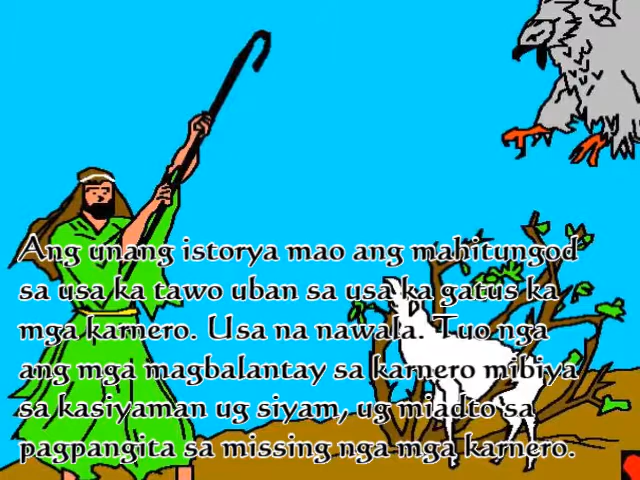 Ang unang istorya mao ang mahitungod
sa usa ka tawo uban sa usa ka gatus ka
mga karnero. Usa na nawala. Tuo nga
ang mga magbalantay sa karnero mibiya
sa kasiyaman ug siyam, ug miadto sa
pagpangita sa missing nga mga karnero.